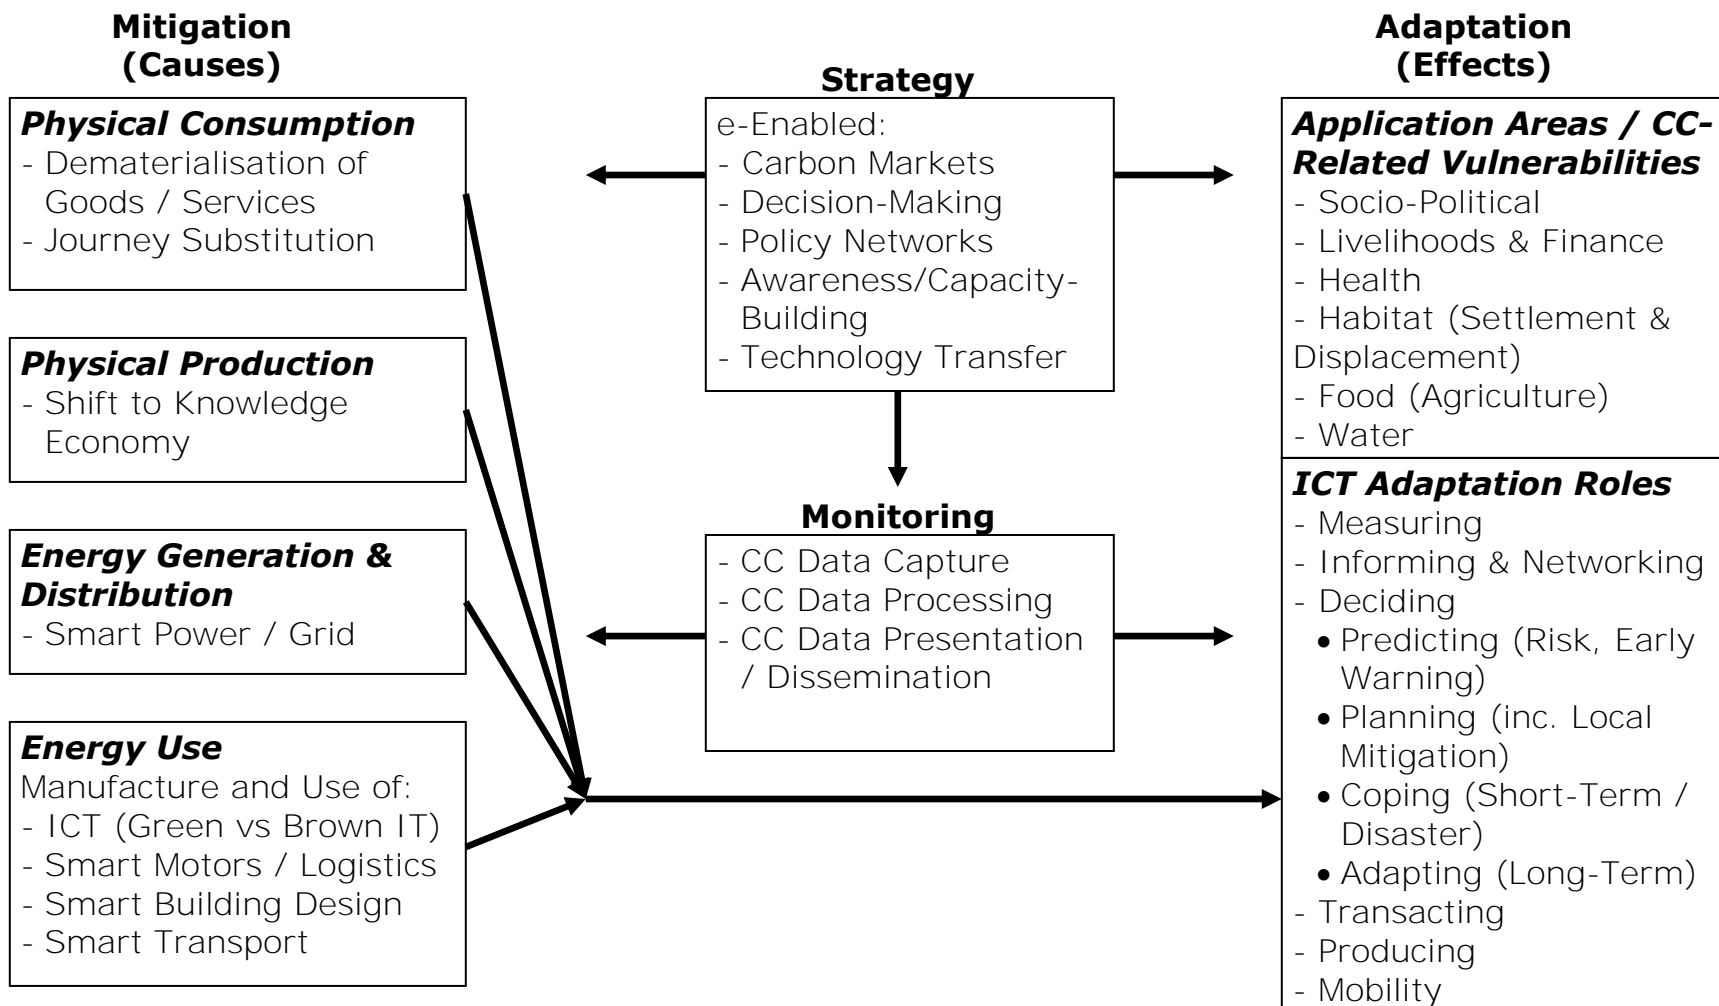 Mitigation
(Causes)
Physical Consumption
- Dematerialisation of
Goods / Services
- Journey Substitution
Physical Production
- Shift to Knowledge
Economy
Energy Generation &
Distribution
- Smart Power / Grid
Energy Use
Manufacture and Use of:
- ICT (Green vs Brown IT)
- Smart Motors / Logistics
- Smart Building Design
- Smart Transport
Strategy
e-Enabled:
- Carbon Markets
- Decision-Making
- Policy Networks
- Awareness/Capacity-
Building
- Technology Transfer
Monitoring
- CC Data Capture
- CC Data Processing
- CC Data Presentation
/ Dissemination
Adaptation
(Effects)
Application Areas / CC-
Related Vulnerabilities
- Socio-Political
- Livelihoods & Finance
- Health
- Habitat (Settlement &
Displacement)
- Food (Agriculture)
- Water
ICT Adaptation Roles
- Measuring
- Informing & Networking
- Deciding
• Predicting (Risk, Early
Warning)
• Planning (inc. Local
Mitigation)
• Coping (Short-Term /
Disaster)
• Adapting (Long-Term)
- Transacting
- Producing
- Mobility